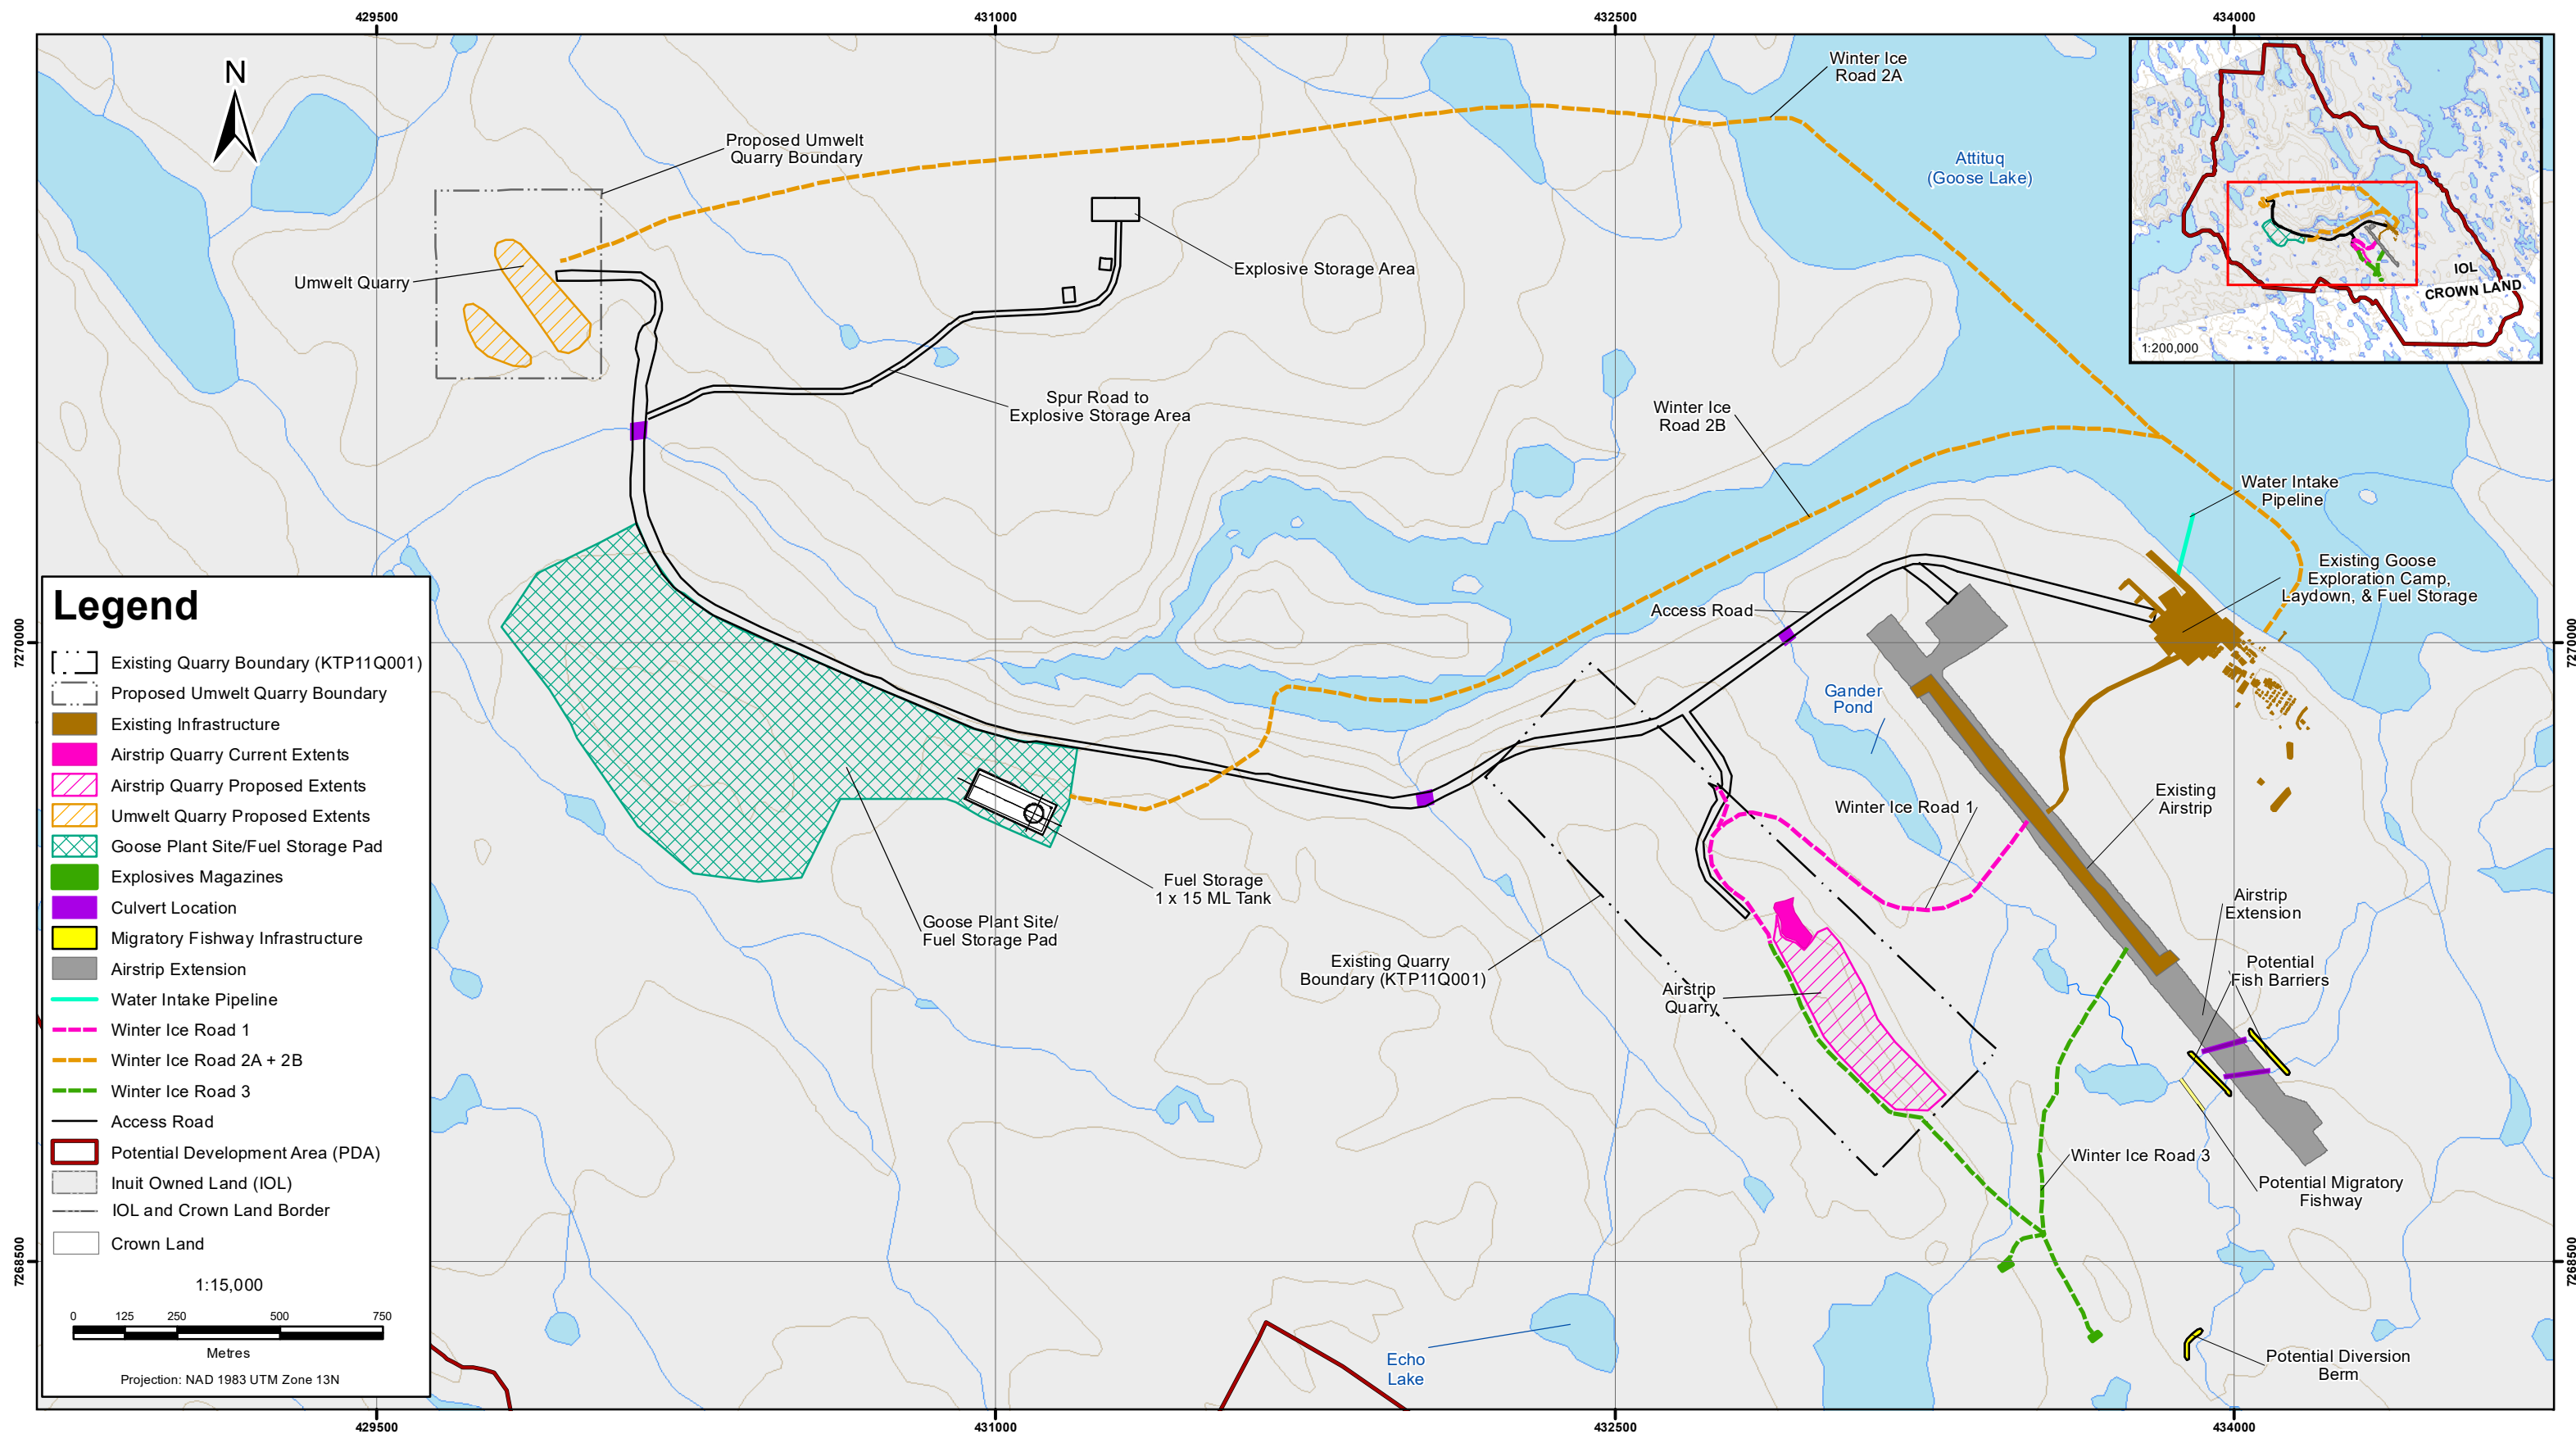 429500
431000
432500
434000
N
Winter Ice
Road 2A
Proposed Umwelt
Quarry Boundary
Attituq
(Goose Lake)
IOL
CROWN LAND
1:200,000
Umwelt Quarry
Explosive Storage Area
Spur Road to
Explosive Storage Area
Winter Ice
Road 2B
Water Intake
Pipeline
Existing Goose
Exploration Camp,
Laydown, & Fuel Storage
Access Road
7270000
7270000
Gander
Pond
Winter Ice Road 1
Existing
Airstrip
Fuel Storage
1 x 15 ML Tank
Goose Plant Site/
Fuel Storage Pad
Airstrip
Extension
Existing Quarry
Boundary (KTP11Q001)
Airstrip
Quarry
Potential
Fish Barriers
Winter Ice Road 3
Potential Migratory
Fishway
7268500
7268500
Echo
Lake
Potential Diversion
Berm
Legend
Existing Quarry Boundary (KTP11Q001)
Proposed Umwelt Quarry Boundary
Existing Infrastructure
Airstrip Quarry Current Extents
Airstrip Quarry Proposed Extents
Umwelt Quarry Proposed Extents
Goose Plant Site/Fuel Storage Pad
Explosives Magazines
Culvert Location
Migratory Fishway Infrastructure
Airstrip Extension
Water Intake Pipeline
Winter Ice Road 1
Winter Ice Road 2A + 2B
Winter Ice Road 3
Access Road
Potential Development Area (PDA)
Inuit Owned Land (IOL)
IOL and Crown Land Border
Crown Land
1:15,000
0 125 250 500 750
Metres
Projection: NAD 1983 UTM Zone 13N
429500
431000
432500
434000